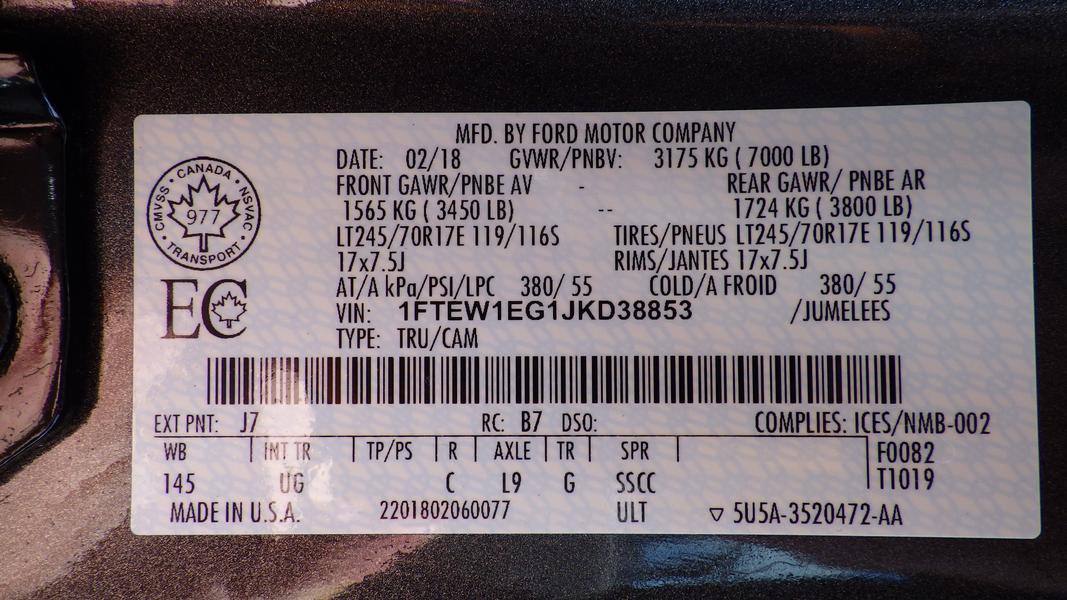 MFD. BY FORD MOTOR COMPANY
DATE: 02/18 GVWR/PNBV: 3175 KG ( 7000 LB)
FRONT GAWR/PNBE AV - REAR GAWR/ PNBE AR
1565 KG ( 3450 LB) -- 1724 KG ( 3800 LB)
LT245/70R17E 119/116S TIRES/PNEUS LT245/70R17E 119/116S
17x7.5J RIMS/JANTES 17x7.5J
AT/A kPa/PSI/LPC 380/ 55 COLD/A FROID 380/ 55
VIN: 1FTEW1EG1JKD38853 /JUMELEES
TYPE: TRU/CAM
CANADA
CMVSS 977 NSVAC
TRANSPORT
EC
EXT PNT: J7 RC: B7 DSO: COMPLIES: ICES/NMB-002
WB INT TR TP/PS R AXLE TR SPR F0082
145 UG C L9 G SSCC T1019
MADE IN U.S.A. 2201802060077 ULT ▽ 5U5A-3520472-AA